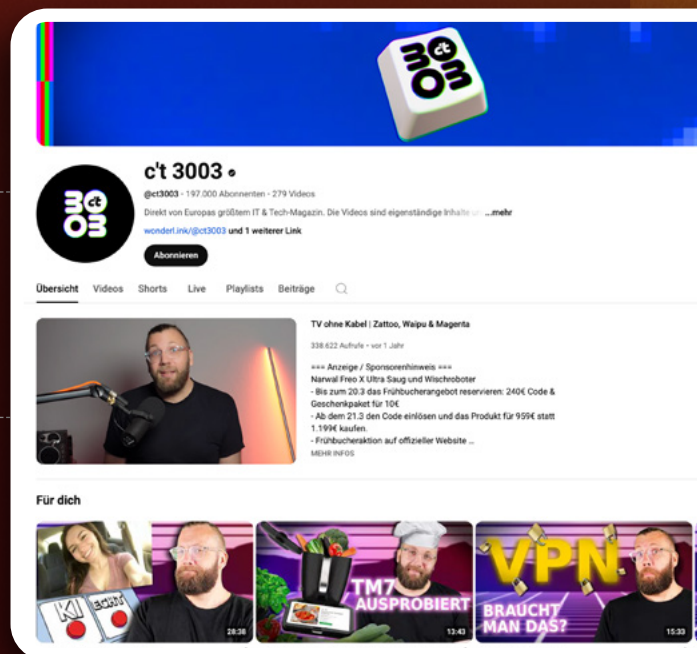 c't 3003
@ct3003 - 197.000 Abonnenten - 279 Videos
Direkt von Europas größtem IT & Tech-Magazin. Die Videos sind eigenständige Inhalte ...mehr
wonderl.ink/@ct3003 und 1 weiterer Link
Abonnieren
Übersicht Videos Shorts Live Playlists Beiträge
TV ohne Kabel | Zattoo, Waipu & Magenta
338 622 Aufrufe • vor 1 Jahr
=== Anzeige / Sponsorenhinweis ===
Narwal Freo X Ultra Saug und Wischroboter
- Bis zum 20.3 das Frühbucherangebot reservieren: 240€ Code &
Geschenkpaket für 10€
- Ab dem 21.3 den Code einlösen und das Produkt für 959€ statt
1.199€ kaufen.
- Frühbucheraktion auf offizieller Website ...
MEHR INFOS
Für dich
KI ECHT
28:38
TM7
AUSPROBIERT
13:43
VPN
BRAUCHT
MAN DAS?
15:33